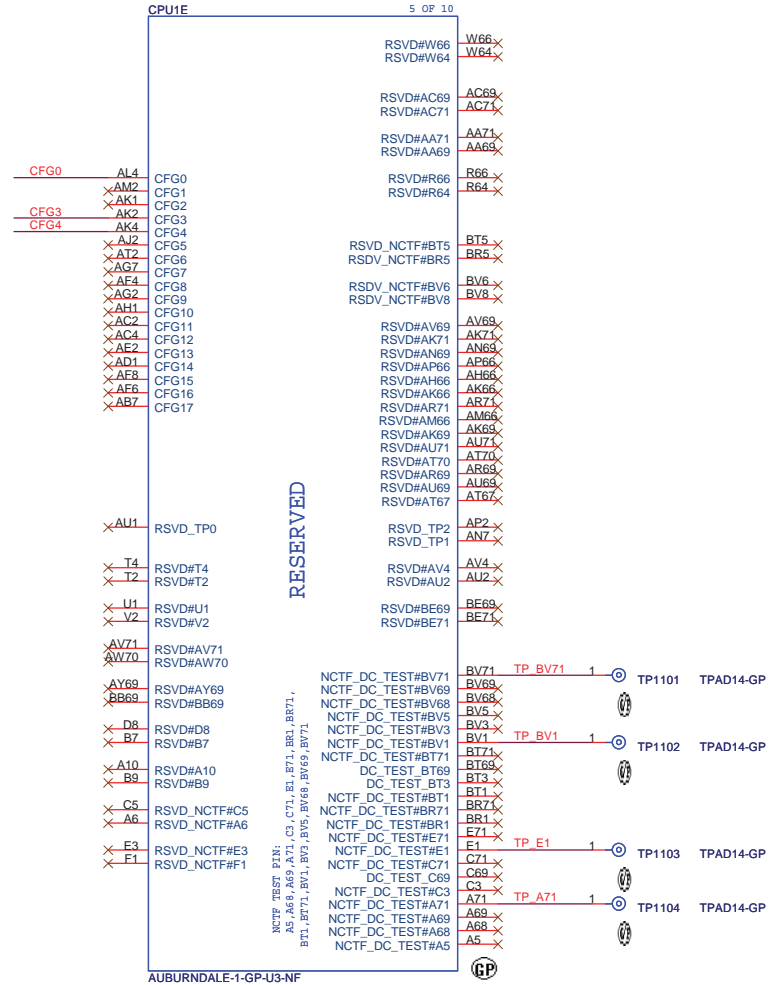 CPU1E 5 OF 10
RSVD#W66 W66
RSVD#W64 W64
RSVD#AC69 AC69
RSVD#AC71 AC71
RSVD#AA71 AA71
RSVD#AA69 AA69
CFG0 AL4 CFG0 RSVD#R66 R66
AM2 CFG1 RSVD#R64 R64
AK1 CFG2
CFG3 AK2 CFG3
CFG4 AK4 CFG4
AJ2 CFG5 RSVD_NCTF#BT5 BT5
AT2 CFG6 RSDV_NCTF#BR5 BR5
AG7 CFG7
AF4 CFG8 RSDV_NCTF#BV6 BV6
AG2 CFG9 RSDV_NCTF#BV8 BV8
AH1 CFG10
AC2 CFG11 RSVD#AV69 AV69
AC4 CFG12 RSVD#AK71 AK71
AE2 CFG13 RSVD#AN69 AN69
AD1 CFG14 RSVD#AP66 AP66
AF8 CFG15 RSVD#AH66 AH66
AF6 CFG16 RSVD#AK66 AK66
AB7 CFG17 RSVD#AR71 AR71
RSVD#AM66 AM66
RSVD#AK69 AK69
RSVD#AU71 AU71
RSVD#AT70 AT70
RSVD#AR69 AR69
RSVD#AU69 AU69
RSVD#AT67 AT67
RESERVED
AU1 RSVD_TP0 RSVD_TP2 AP2
RSVD_TP1 AN7
T4 RSVD#T4 RSVD#AV4 AV4
T2 RSVD#T2 RSVD#AU2 AU2
U1 RSVD#U1 RSVD#BE69 BE69
V2 RSVD#V2 RSVD#BE71 BE71
AV71 RSVD#AV71
AW70 RSVD#AW70
NCTF_DC_TEST#BV71 BV71 TP_BV71 1 TP1101 TPAD14-GP
AY69 RSVD#AY69 NCTF_DC_TEST#BV69 BV69
BB69 RSVD#BB69 NCTF_DC_TEST#BV68 BV68
NCTF_DC_TEST#BV5 BV5
D8 RSVD#D8 NCTF_DC_TEST#BV3 BV3
B7 RSVD#B7 NCTF_DC_TEST#BV1 BV1 TP_BV1 1 TP1102 TPAD14-GP
NCTF_DC_TEST#BT71 BT71
A10 RSVD#A10 DC_TEST_BT69 BT69
B9 RSVD#B9 DC_TEST_BT3 BT3
NCTF_DC_TEST#BT1 BT1
C5 RSVD_NCTF#C5 NCTF_DC_TEST#BR71 BR71
A6 RSVD_NCTF#A6 NCTF_DC_TEST#BR1 BR1
NCTF_DC_TEST#E71 E71
E3 RSVD_NCTF#E3 NCTF_DC_TEST#E1 E1 TP_E1 1 TP1103 TPAD14-GP
F1 RSVD_NCTF#F1 NCTF_DC_TEST#C71 C71
DC_TEST_C69 C69
NCTF_DC_TEST#C3 C3
NCTF_DC_TEST#A71 A71 TP_A71 1 TP1104 TPAD14-GP
NCTF_DC_TEST#A69 A69
NCTF_DC_TEST#A68 A68
NCTF_DC_TEST#A5 A5
NCTF TEST PIN:
A5,A68,A69,A71,C3,C71,E1,E71,BR1,BR71,
BT1,BT71,BV1,BV3,BV5,BV68,BV69,BV71
GP
AUBURNDALE-1-GP-U3-NF